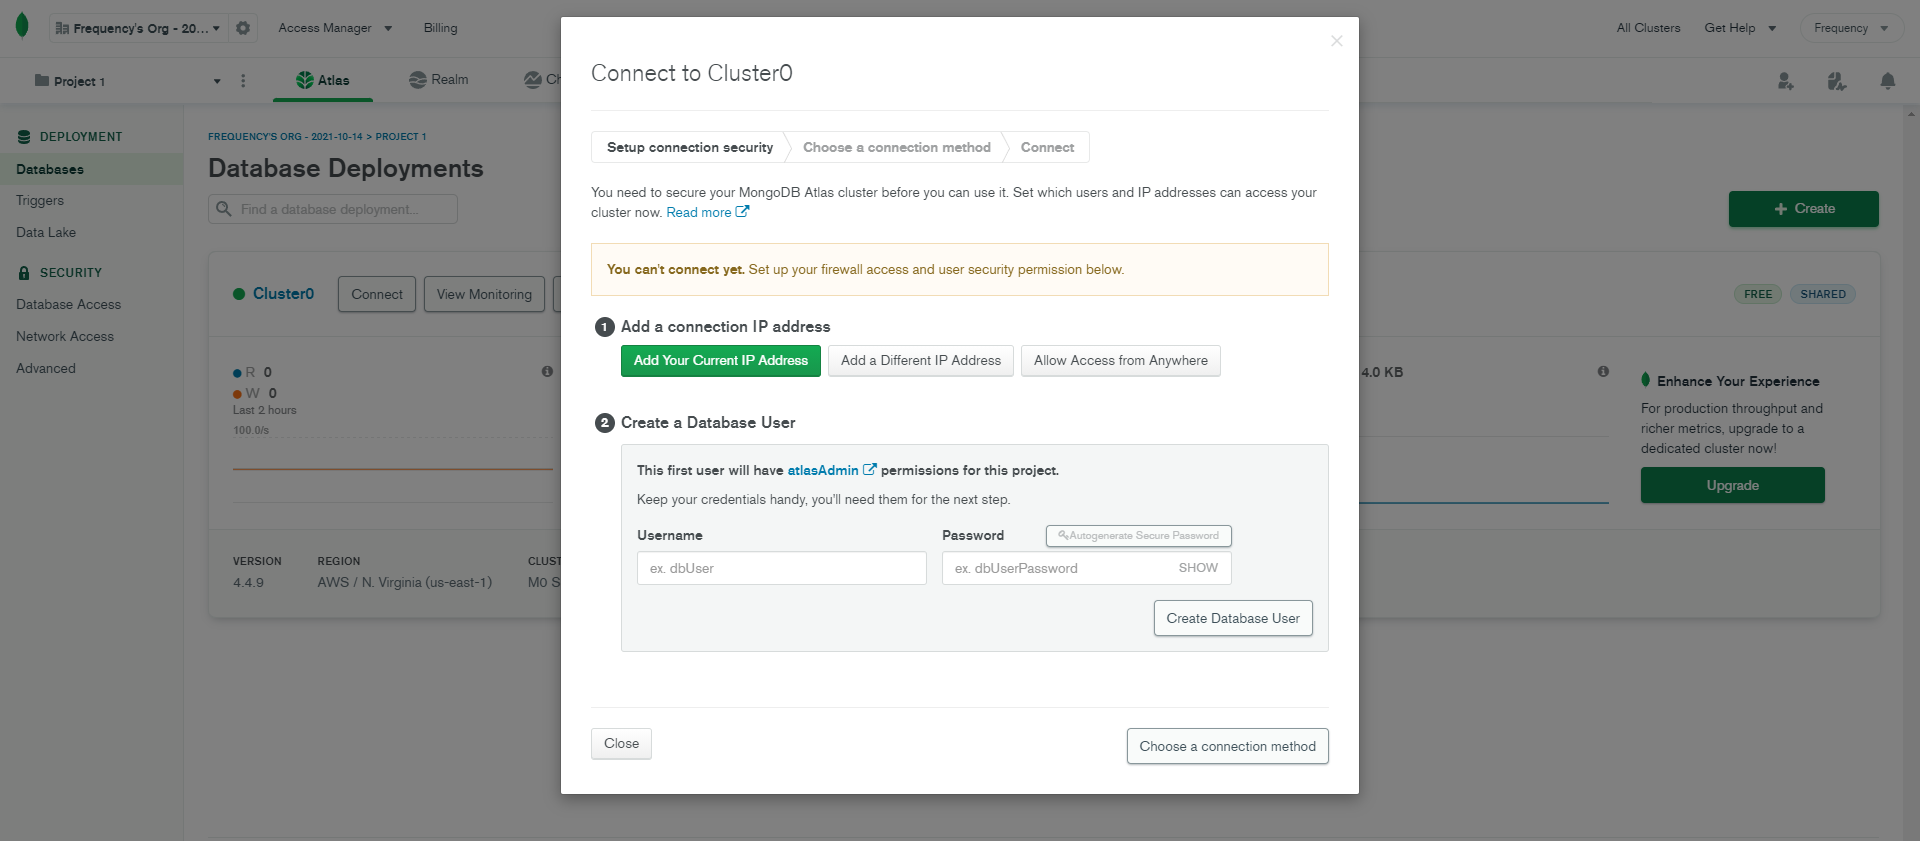 Frequency's Org - 20...
Access Manager
Billing
All Clusters
Get Help
Frequency
Project 1
Atlas
Realm
DEPLOYMENT
Databases
Triggers
Data Lake
SECURITY
Database Access
Network Access
Advanced
FREQUENCY'S ORG - 2021-10-14 > PROJECT 1
Database Deployments
Find a database deployment...
+ Create
Cluster0
Connect
View Monitoring
FREE
SHARED
R 0
W 0
Last 2 hours
100.0/s
4.0 KB
Enhance Your Experience
For production throughput and
richer metrics, upgrade to a
dedicated cluster now!
Upgrade
VERSION
4.4.9
REGION
AWS / N. Virginia (us-east-1)
CLUST
M0 S
Connect to Cluster0
Setup connection security
Choose a connection method
Connect
You need to secure your MongoDB Atlas cluster before you can use it. Set which users and IP addresses can access your
cluster now. Read more
You can't connect yet. Set up your firewall access and user security permission below.
1 Add a connection IP address
Add Your Current IP Address
Add a Different IP Address
Allow Access from Anywhere
2 Create a Database User
This first user will have atlasAdmin permissions for this project.
Keep your credentials handy, you'll need them for the next step.
Username
Password
Autogenerate Secure Password
ex. dbUser
ex. dbUserPassword
SHOW
Create Database User
Close
Choose a connection method